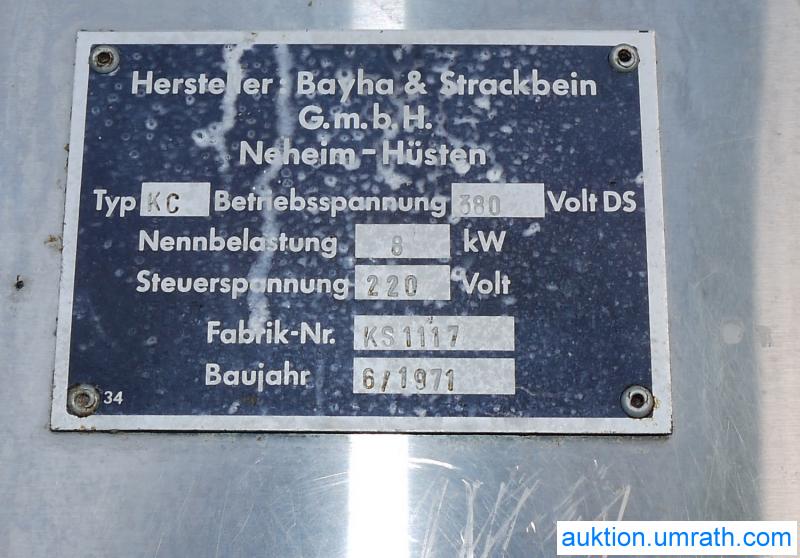 Hersteller: Bayha & Strackbein
G.m.b.H.
Neheim-Hüsten
Typ KC Betriebsspannung 380 Volt DS
Nennbelastung 8 kW
Steuerspannung 220 Volt
Fabrik-Nr. KS1117
Baujahr 6/1971
34
auktion.umrath.com